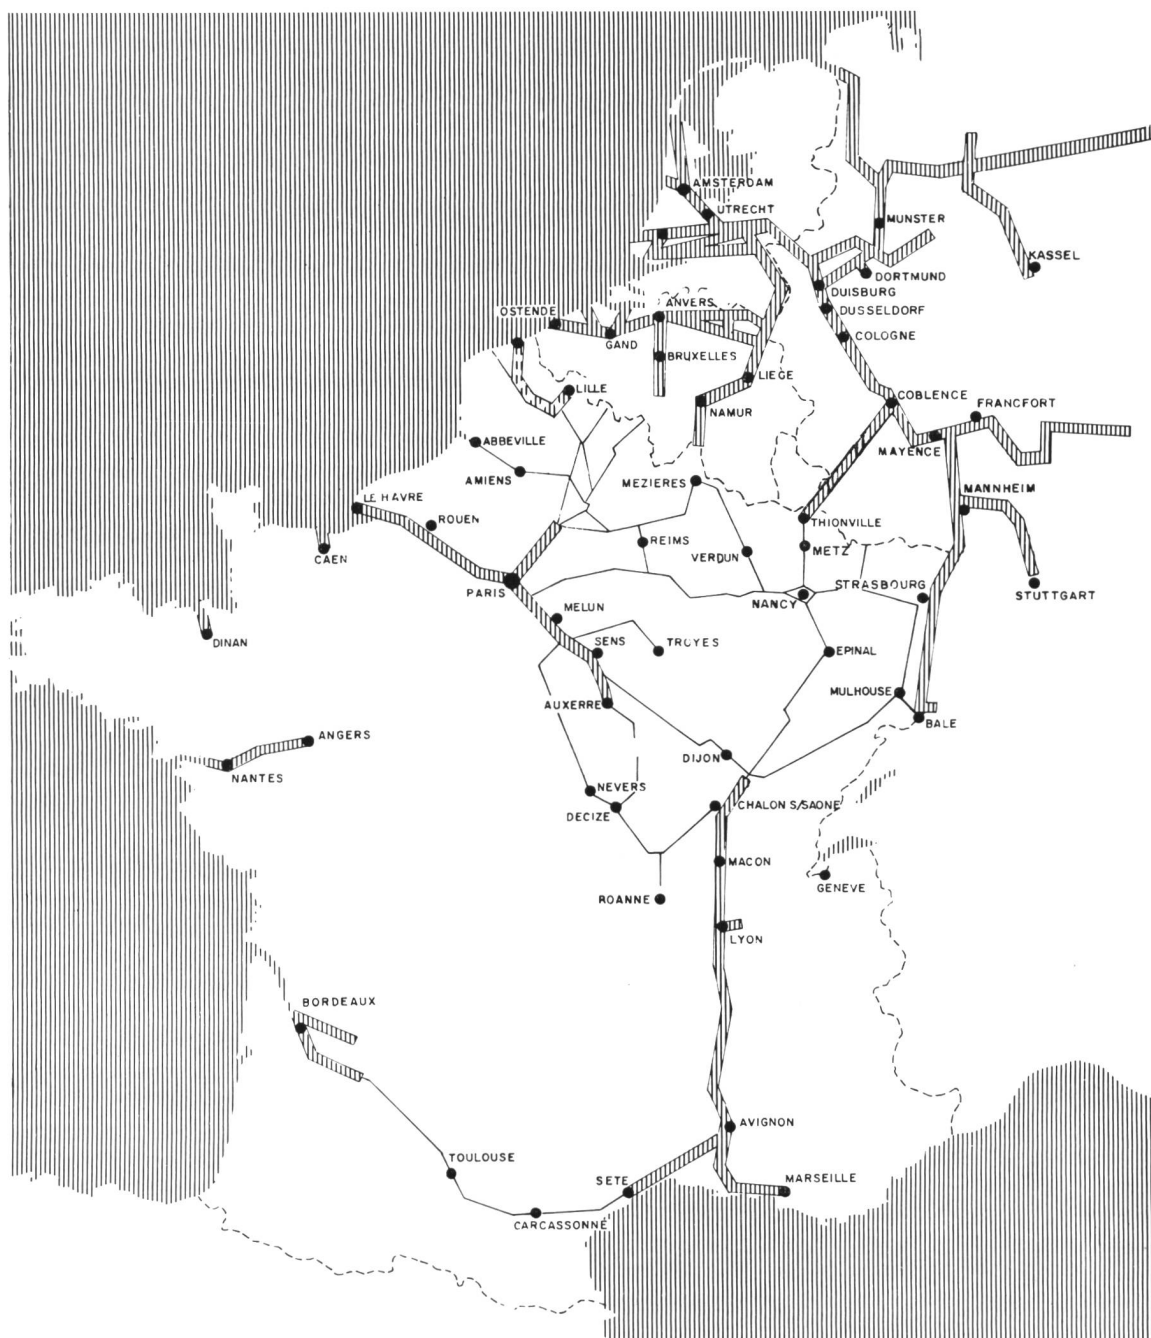 AMSTERDAM
UTRECHT
MUNSTER
KASSEL
DORTMUND
DUISBURG
DUSSELDORF
COLOGNE
OSTENDE
ANVERS
GAND
BRUXELLES
LIEGE
LILLE
NAMUR
COBLENCE
FRANCFORT
MAYENCE
ABBEVILLE
AMIENS
MEZIERES
MANNHEIM
LE HAVRE
ROUEN
THIONVILLE
REIMS
VERDUN
METZ
CAEN
PARIS
STRASBOURG
STUTTGART
NANCY
MELUN
DINAN
SENS
TROYES
EPINAL
MULHOUSE
AUXERRE
BALE
ANGERS
NANTES
DIJON
NEVERS
DECIZE
CHALON S/SAONE
MACON
GENEVE
ROANNE
LYON
BORDEAUX
AVIGNON
TOULOUSE
SETE
MARSEILLE
CARCASSONNE